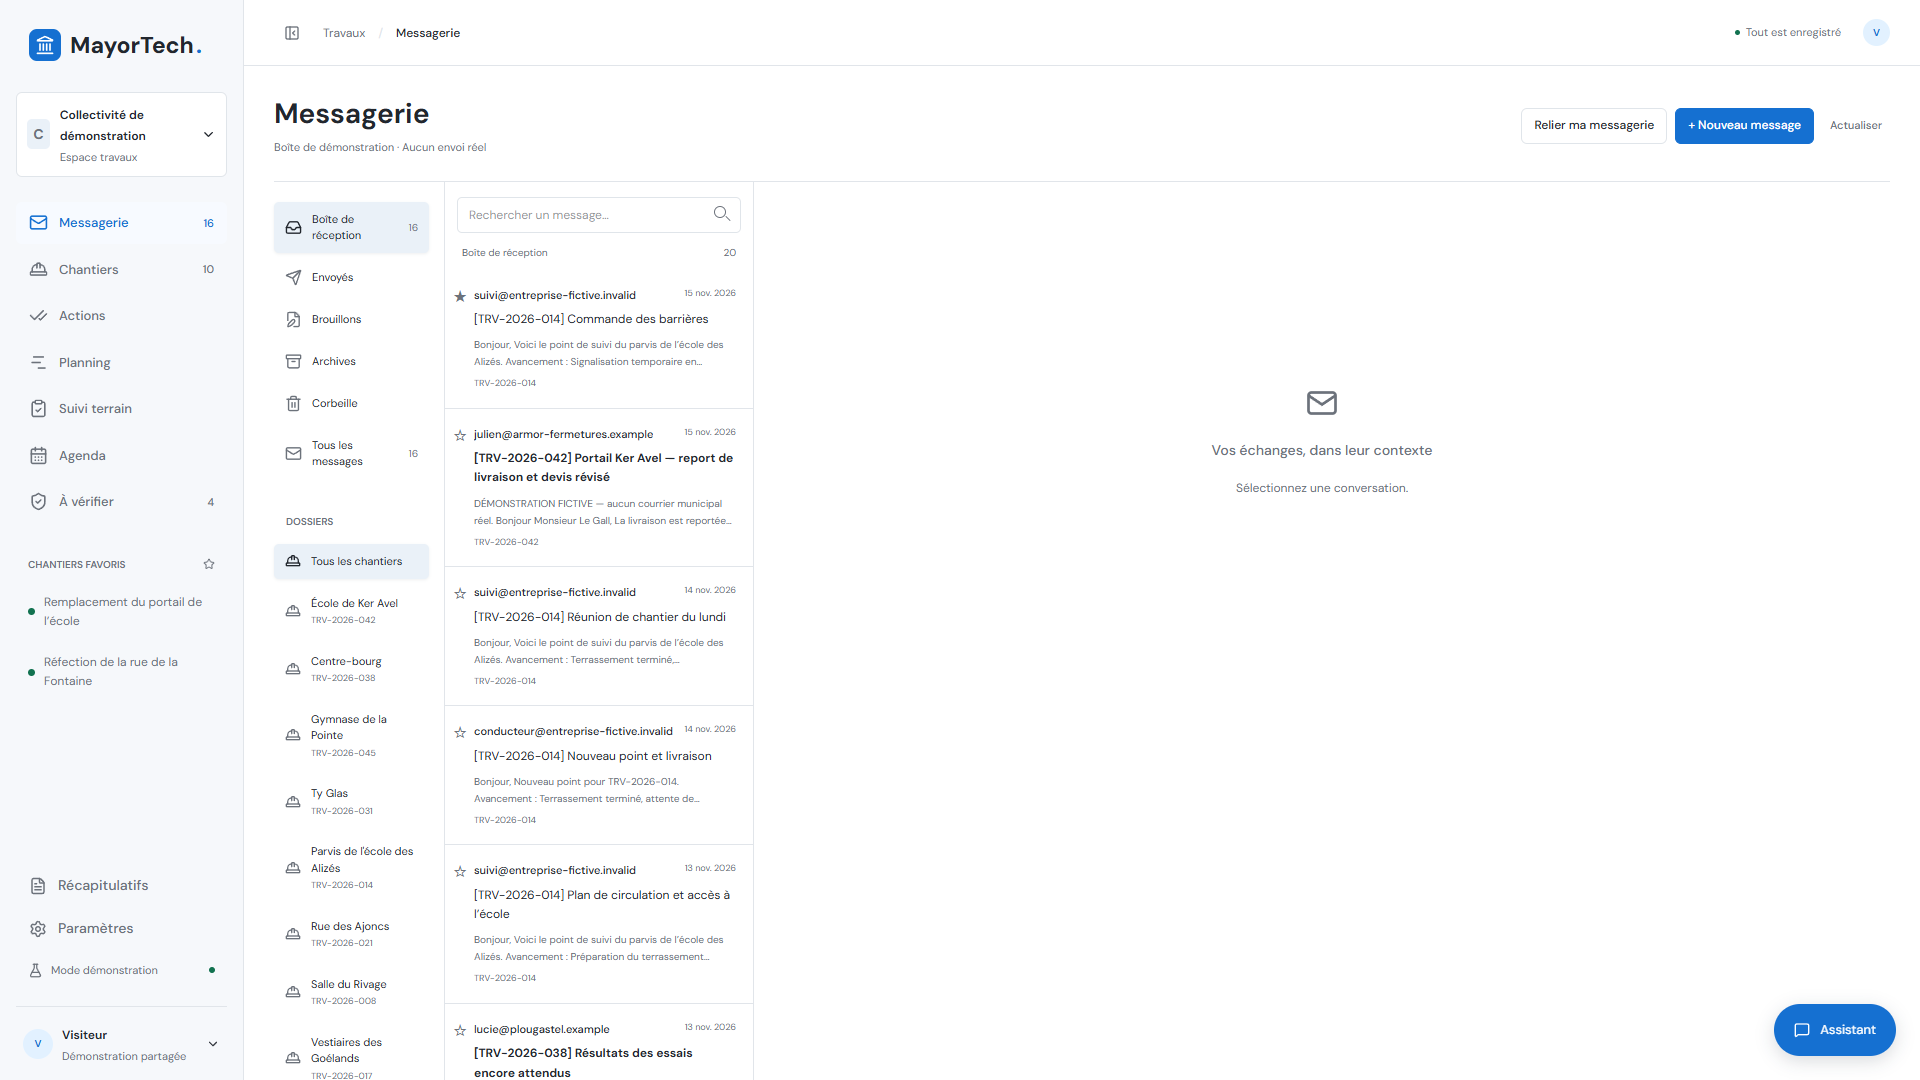 MayorTech.
Collectivité de
démonstration
C
Espace travaux
Messagerie 16
Chantiers 10
Actions
Planning
Suivi terrain
Agenda
À vérifier 4
CHANTIERS FAVORIS
Remplacement du portail de
l'école
Réfection de la rue de la
Fontaine
Récapitulatifs
Paramètres
Mode démonstration
V
Visiteur
Démonstration partagée
Travaux / Messagerie
Tout est enregistré
V
Messagerie
Boîte de démonstration · Aucun envoi réel
Relier ma messagerie
+ Nouveau message
Actualiser
Boîte de
réception
16
Envoyés
Brouillons
Archives
Corbeille
Tous les
messages
16
DOSSIERS
Tous les chantiers
École de Ker Avel
TRV-2026-042
Centre-bourg
TRV-2026-038
Gymnase de la
Pointe
TRV-2026-045
Ty Glas
TRV-2026-031
Parvis de l'école des
Alizés
TRV-2026-014
Rue des Ajoncs
TRV-2026-021
Salle du Rivage
TRV-2026-008
Vestiaires des
Goélands
TRV-2026-017
Rechercher un message...
Boîte de réception 20
suivi@entreprise-fictive.invalid 15 nov. 2026
[TRV-2026-014] Commande des barrières
Bonjour, Voici le point de suivi du parvis de l'école des
Alizés. Avancement : Signalisation temporaire en...
TRV-2026-014
julien@armor-fermetures.example 15 nov. 2026
[TRV-2026-042] Portail Ker Avel — report de
livraison et devis révisé
DÉMONSTRATION FICTIVE — aucun courrier municipal
réel. Bonjour Monsieur Le Gall, La livraison est reportée...
TRV-2026-042
suivi@entreprise-fictive.invalid 14 nov. 2026
[TRV-2026-014] Réunion de chantier du lundi
Bonjour, Voici le point de suivi du parvis de l'école des
Alizés. Avancement : Terrassement terminé,...
TRV-2026-014
conducteur@entreprise-fictive.invalid 14 nov. 2026
[TRV-2026-014] Nouveau point et livraison
Bonjour, Nouveau point pour TRV-2026-014.
Avancement : Terrassement terminé, attente de...
TRV-2026-014
suivi@entreprise-fictive.invalid 13 nov. 2026
[TRV-2026-014] Plan de circulation et accès à
l'école
Bonjour, Voici le point de suivi du parvis de l'école des
Alizés. Avancement : Préparation du terrassement...
TRV-2026-014
lucie@plougastel.example 13 nov. 2026
[TRV-2026-038] Résultats des essais
encore attendus
Vos échanges, dans leur contexte
Sélectionnez une conversation.
Assistant